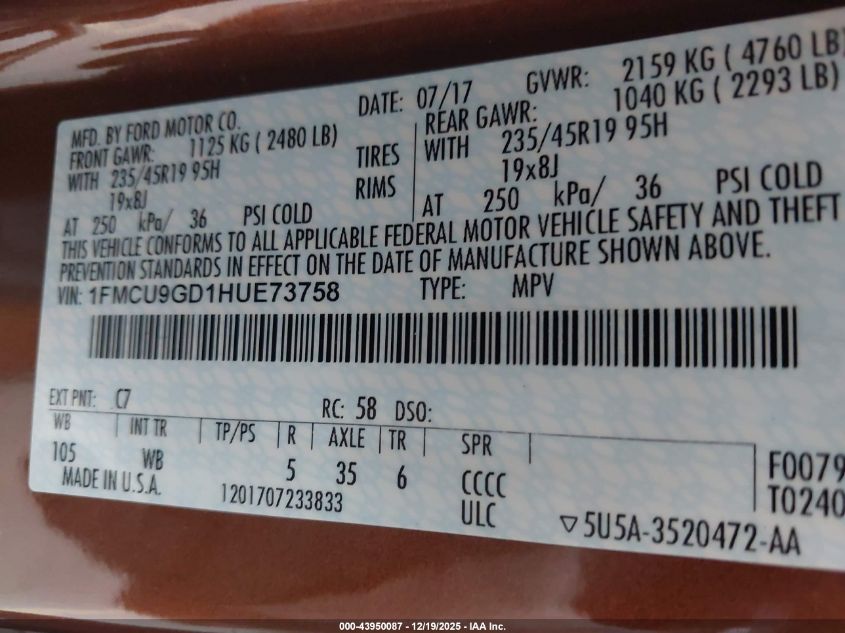 MFD. BY FORD MOTOR CO.
DATE: 07/17
GVWR: 2159 KG ( 4760 LB)
FRONT GAWR: 1125 KG ( 2480 LB)
REAR GAWR: 1040 KG ( 2293 LB)
WITH 235/45R19 95H TIRES WITH 235/45R19 95H
19x8J RIMS 19x8J
AT 250 kPa/ 36 PSI COLD AT 250 kPa/ 36 PSI COLD
THIS VEHICLE CONFORMS TO ALL APPLICABLE FEDERAL MOTOR VEHICLE SAFETY AND THEFT
PREVENTION STANDARDS IN EFFECT ON THE DATE OF MANUFACTURE SHOWN ABOVE.
VIN: 1FMCU9GD1HUE73758 TYPE: MPV
EXT PNT: C7 RC: 58 DSO:
WB INT TR TP/PS R AXLE TR SPR
105 WB 5 35 6 CCCC
F0079
MADE IN U.S.A. 1201707233833 ULC
T0240
5U5A-3520472-AA
000-43950087 - 12/19/2025 - IAA Inc.